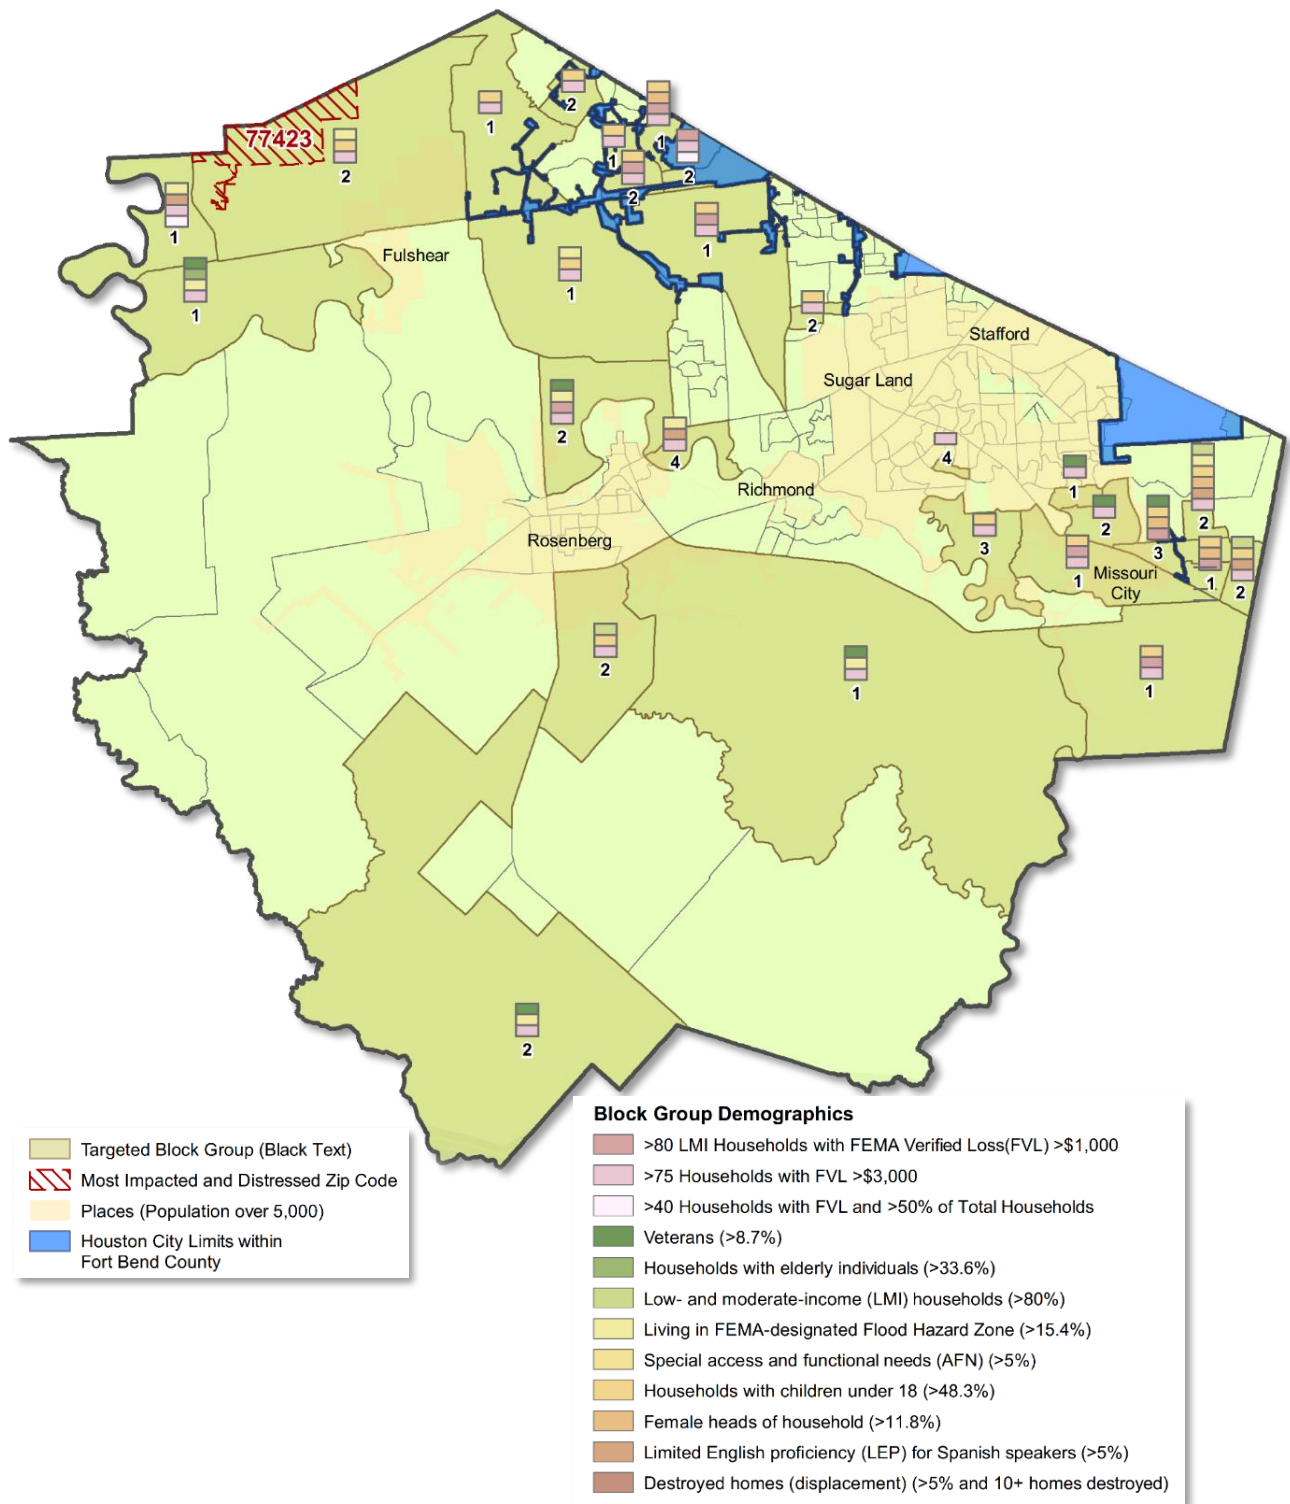 2
1
1
77423
2
1
2
2
1
1
Fulshear
1
1
2
Stafford
Sugar Land
2
4
4
1
Richmond
2
2
3
3
Rosenberg
1
Missouri
City
1
2
2
1
1
2
Targeted Block Group (Black Text)
Most Impacted and Distressed Zip Code
Places (Population over 5,000)
Houston City Limits within
Fort Bend County
Block Group Demographics
>80 LMI Households with FEMA Verified Loss(FVL) >$1,000
>75 Households with FVL >$3,000
>40 Households with FVL and >50% of Total Households
Veterans (>8.7%)
Households with elderly individuals (>33.6%)
Low- and moderate-income (LMI) households (>80%)
Living in FEMA-designated Flood Hazard Zone (>15.4%)
Special access and functional needs (AFN) (>5%)
Households with children under 18 (>48.3%)
Female heads of household (>11.8%)
Limited English proficiency (LEP) for Spanish speakers (>5%)
Destroyed homes (displacement) (>5% and 10+ homes destroyed)